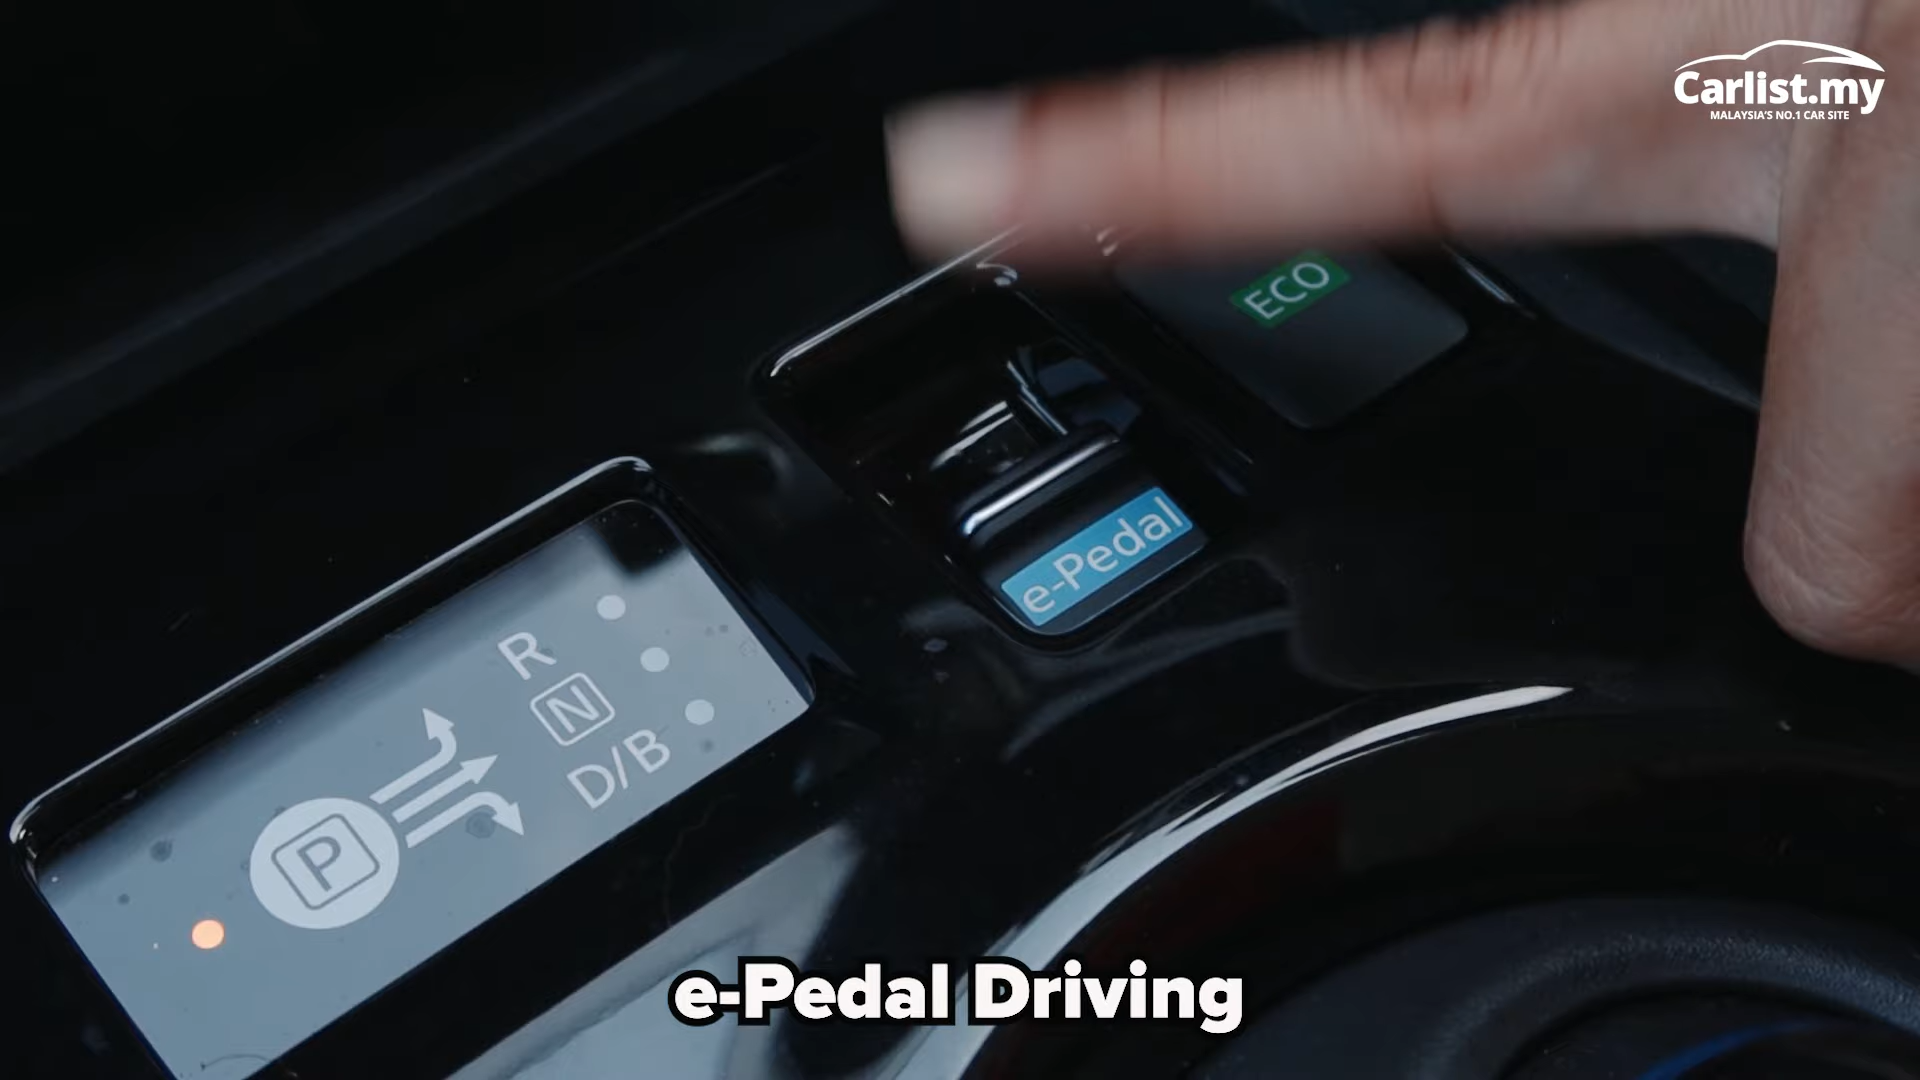 Carlist.my
MALAYSIA'S NO.1 CAR SITE
ECO
e-Pedal
R
N
D/B
P
e-Pedal Driving